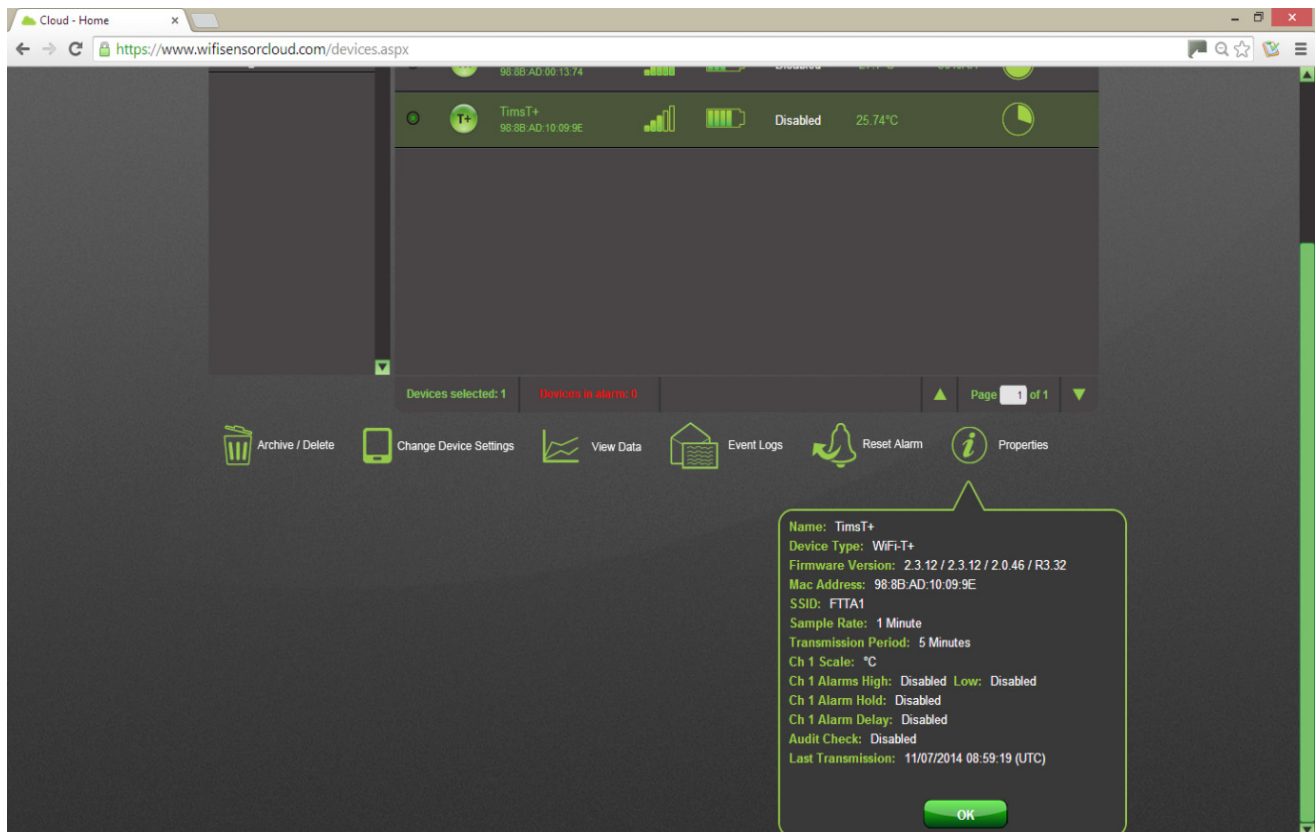 Cloud - Home
https://www.wifisensorcloud.com/devices.aspx
98:8B:AD:00:13:74
T+
TimsT+
98:8B:AD:10:09:9E
Disabled
25.74°C
Devices selected: 1
Devices in alarm: 0
Page 1 of 1
Archive / Delete
Change Device Settings
View Data
Event Logs
Reset Alarm
Properties
Name: TimsT+
Device Type: WiFi-T+
Firmware Version: 2.3.12 / 2.3.12 / 2.0.46 / R3.32
Mac Address: 98:8B:AD:10:09:9E
SSID: FTTA1
Sample Rate: 1 Minute
Transmission Period: 5 Minutes
Ch 1 Scale: °C
Ch 1 Alarms High: Disabled Low: Disabled
Ch 1 Alarm Hold: Disabled
Ch 1 Alarm Delay: Disabled
Audit Check: Disabled
Last Transmission: 11/07/2014 08:59:19 (UTC)
OK